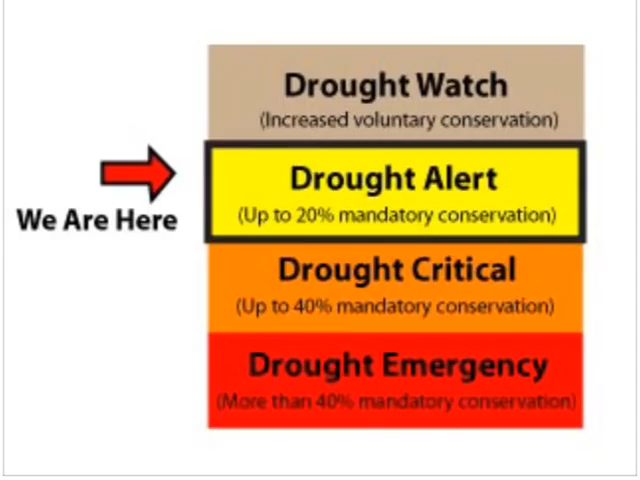 Drought Watch
(Increased voluntary conservation)
Drought Alert
(Up to 20% mandatory conservation)
We Are Here
Drought Critical
(Up to 40% mandatory conservation)
Drought Emergency
(More than 40% mandatory conservation)